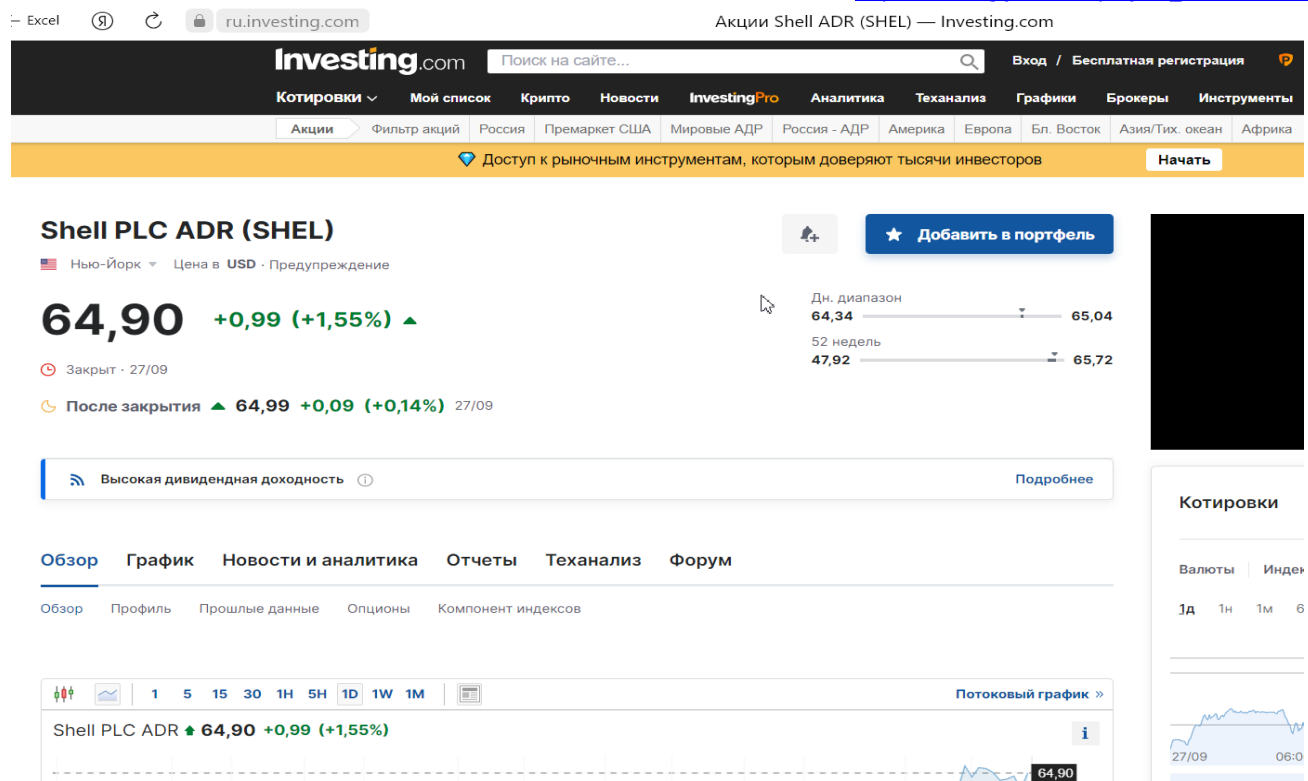 Excel Я ru.investing.com Акции Shell ADR (SHEL) — Investing.com
Investing.com Поиск на сайте... Вход / Бесплатная регистрация
Котировки Мой список Крипто Новости InvestingPro Аналитика Теханализ Графики Брокеры Инструменты
Акции Фильтр акций Россия Премаркет США Мировые АДР Россия - АДР Америка Европа Бл. Восток Азия/Тих. океан Африка
Доступ к рыночным инструментам, которым доверяют тысячи инвесторов Начать
Shell PLC ADR (SHEL) Добавить в портфель
Нью-Йорк Цена в USD · Предупреждение
64,90 +0,99 (+1,55%)
Дн. диапазон
64,34 65,04
52 недель
47,92 65,72
Закрыт · 27/09
После закрытия 64,99 +0,09 (+0,14%) 27/09
Высокая дивидендная доходность Подробнее
Котировки
Обзор График Новости и аналитика Отчеты Теханализ Форум
Валюты
Обзор Профиль Прошлые данные Опционы Компонент индексов
1д 1н 1м 6
1 5 15 30 1H 5H 1D 1W 1M Потоковый график »
Shell PLC ADR 64,90 +0,99 (+1,55%) i
27/09 06:0
64,90